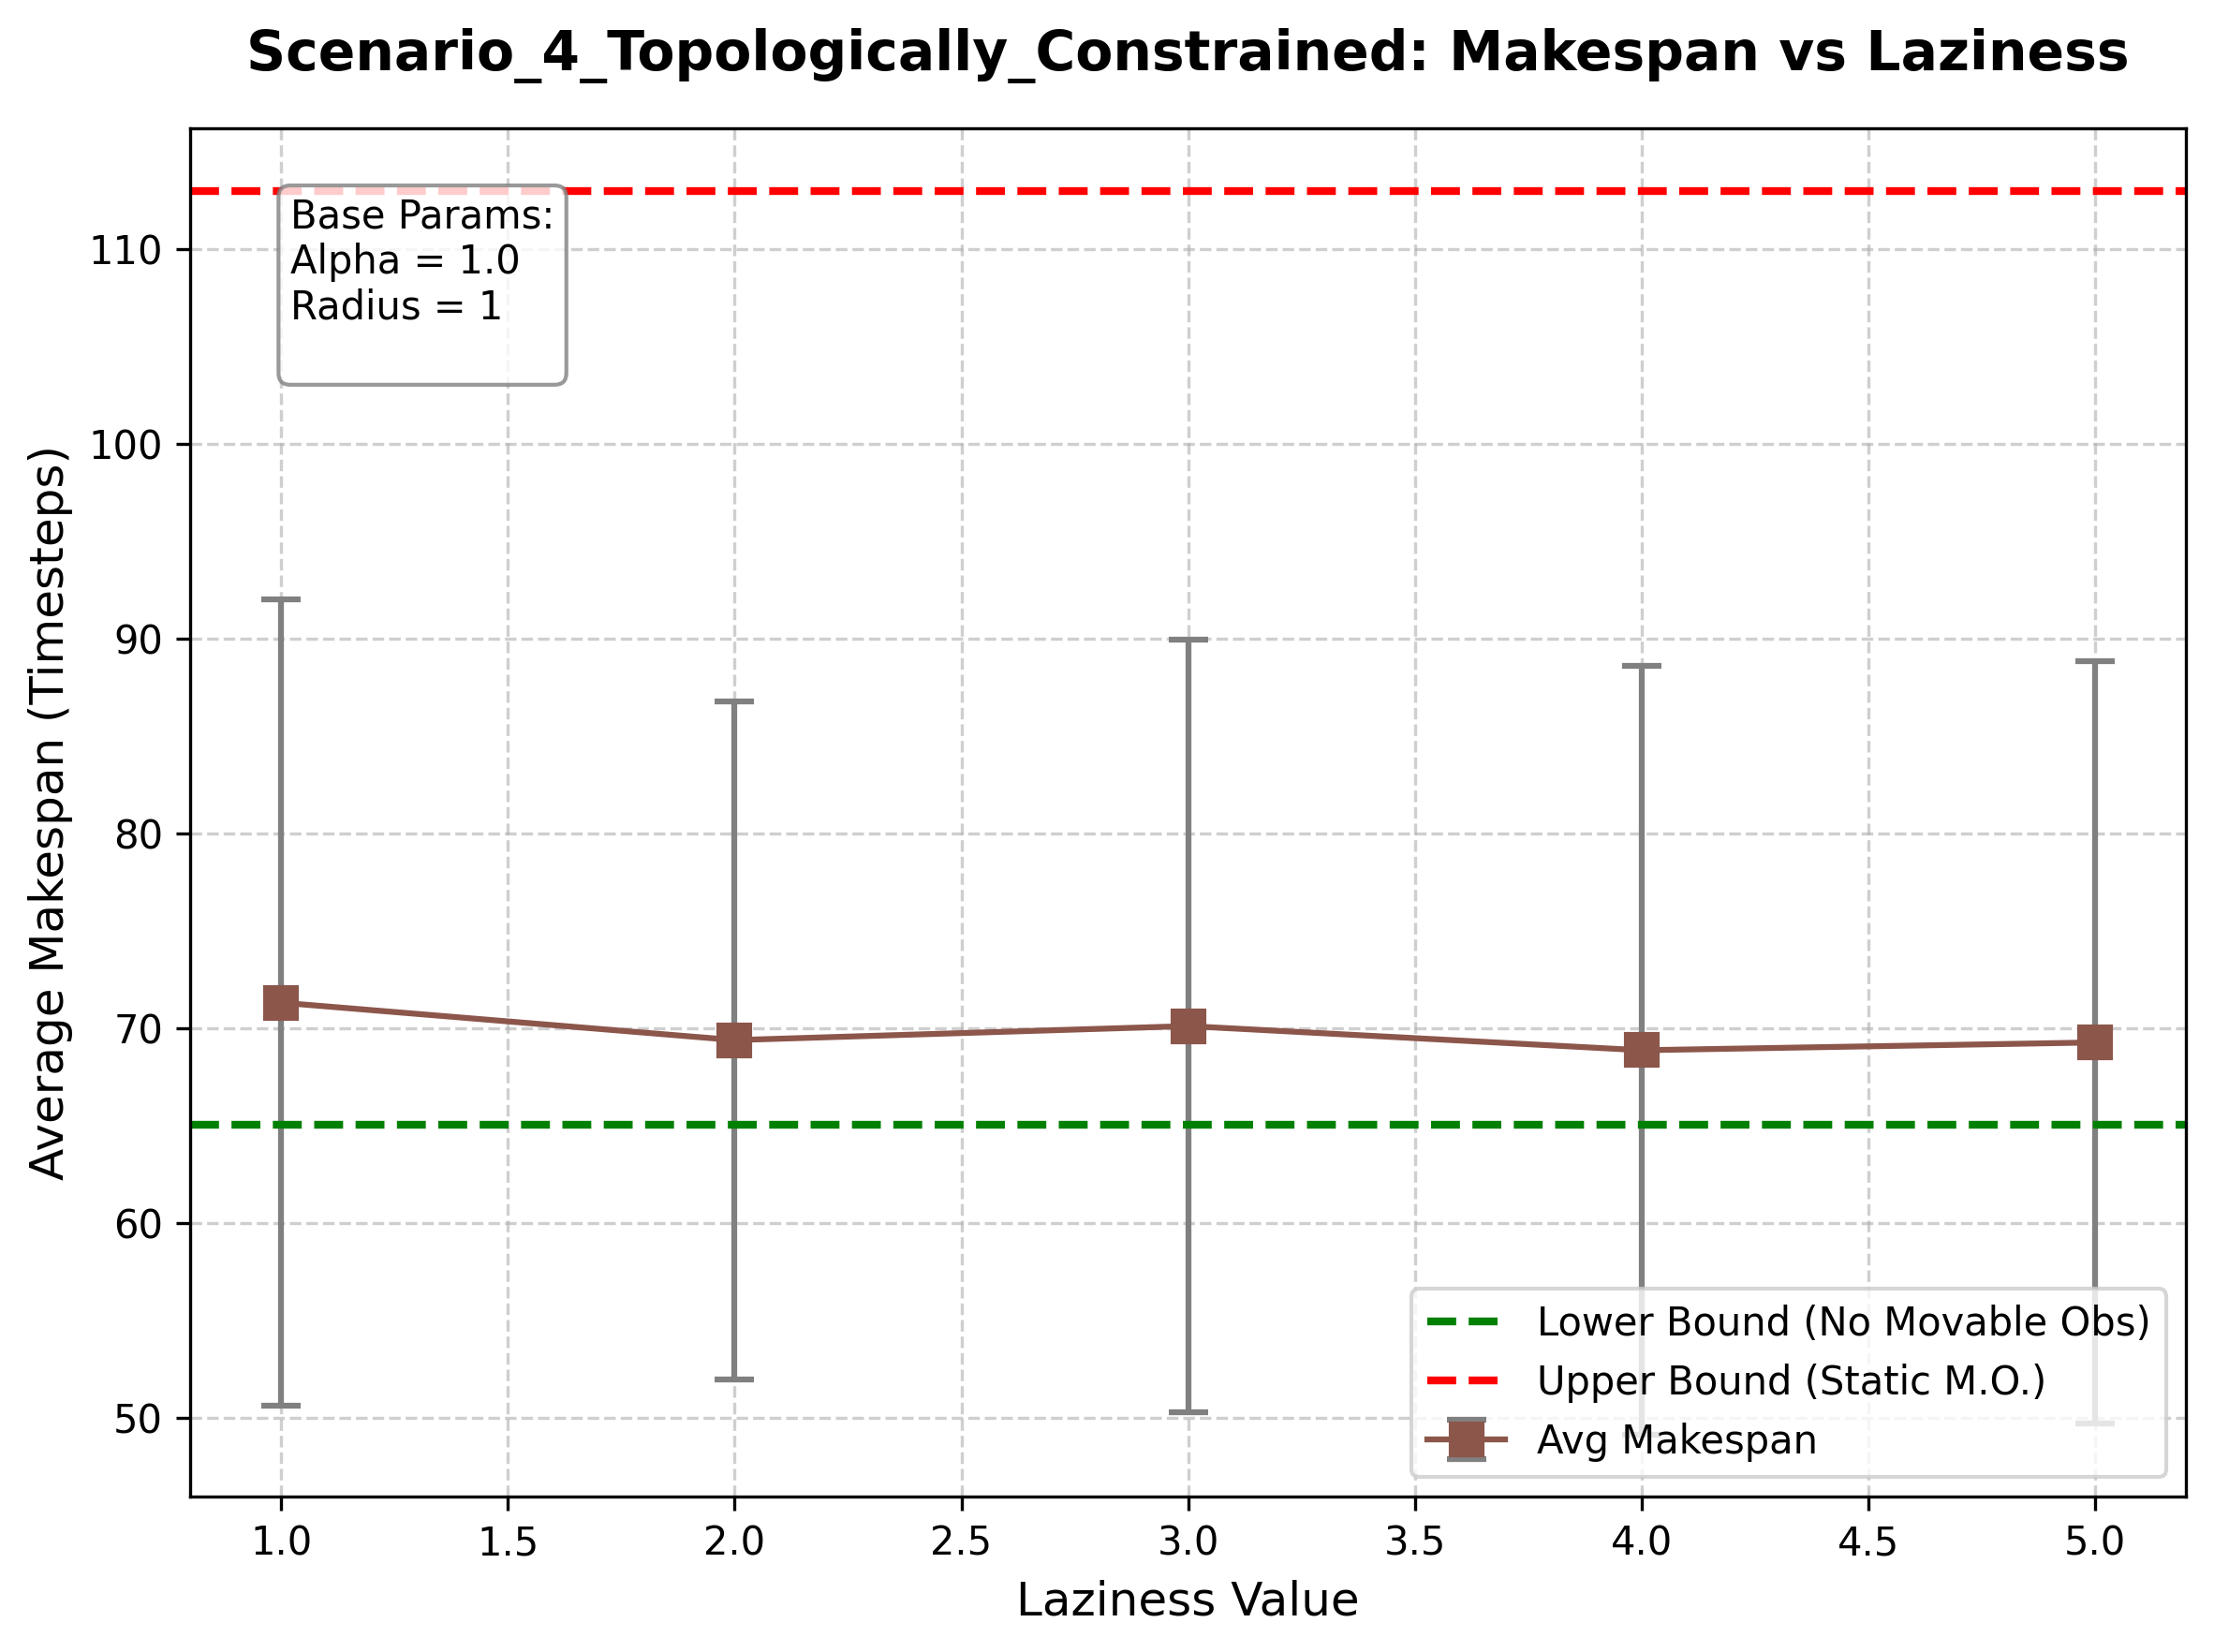 Scenario_4_Topologically_Constrained: Makespan vs Laziness
Base Params:
Alpha = 1.0
Radius = 1
Average Makespan (Timesteps)
110
100
90
80
70
60
50
Lower Bound (No Movable Obs)
Upper Bound (Static M.O.)
Avg Makespan
1.0 1.5 2.0 2.5 3.0 3.5 4.0 4.5 5.0
Laziness Value